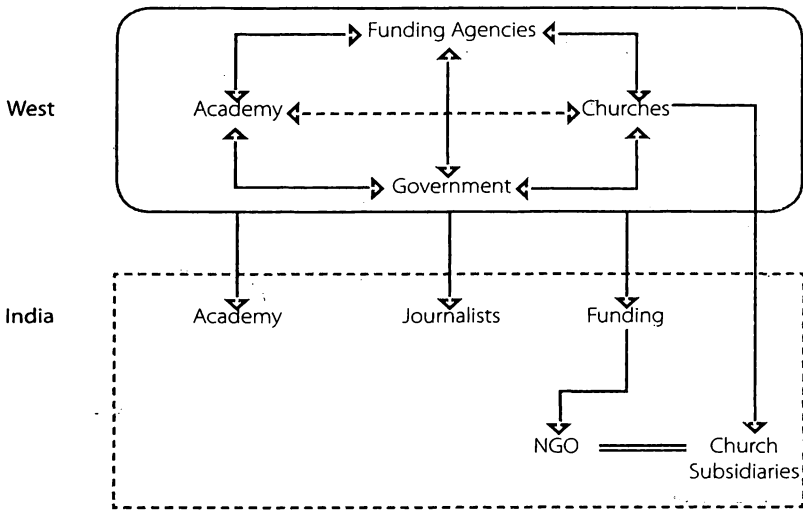 Funding Agencies
West
Academy
Churches
Government
India
Academy
Journalists
Funding
NGO
Church
Subsidiaries